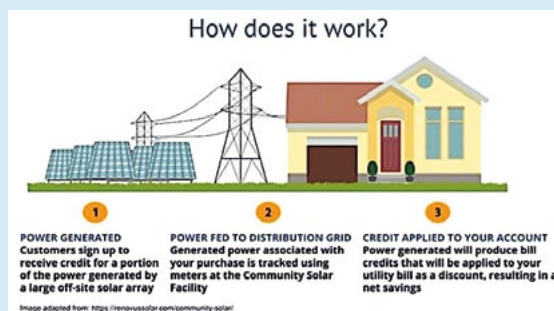 How does it work?
1
POWER GENERATED
Customers sign up to
receive credit for a portion
of the power generated by
a large off-site solar array
2
POWER FED TO DISTRIBUTION GRID
Generated power associated with
your purchase is tracked using
meters at the Community Solar
Facility
3
CREDIT APPLIED TO YOUR ACCOUNT
Power generated will produce bill
credits that will be applied to your
utility bill as a discount, resulting in a
net savings
Image adapted from: https://renovussolar.com/community-solar/